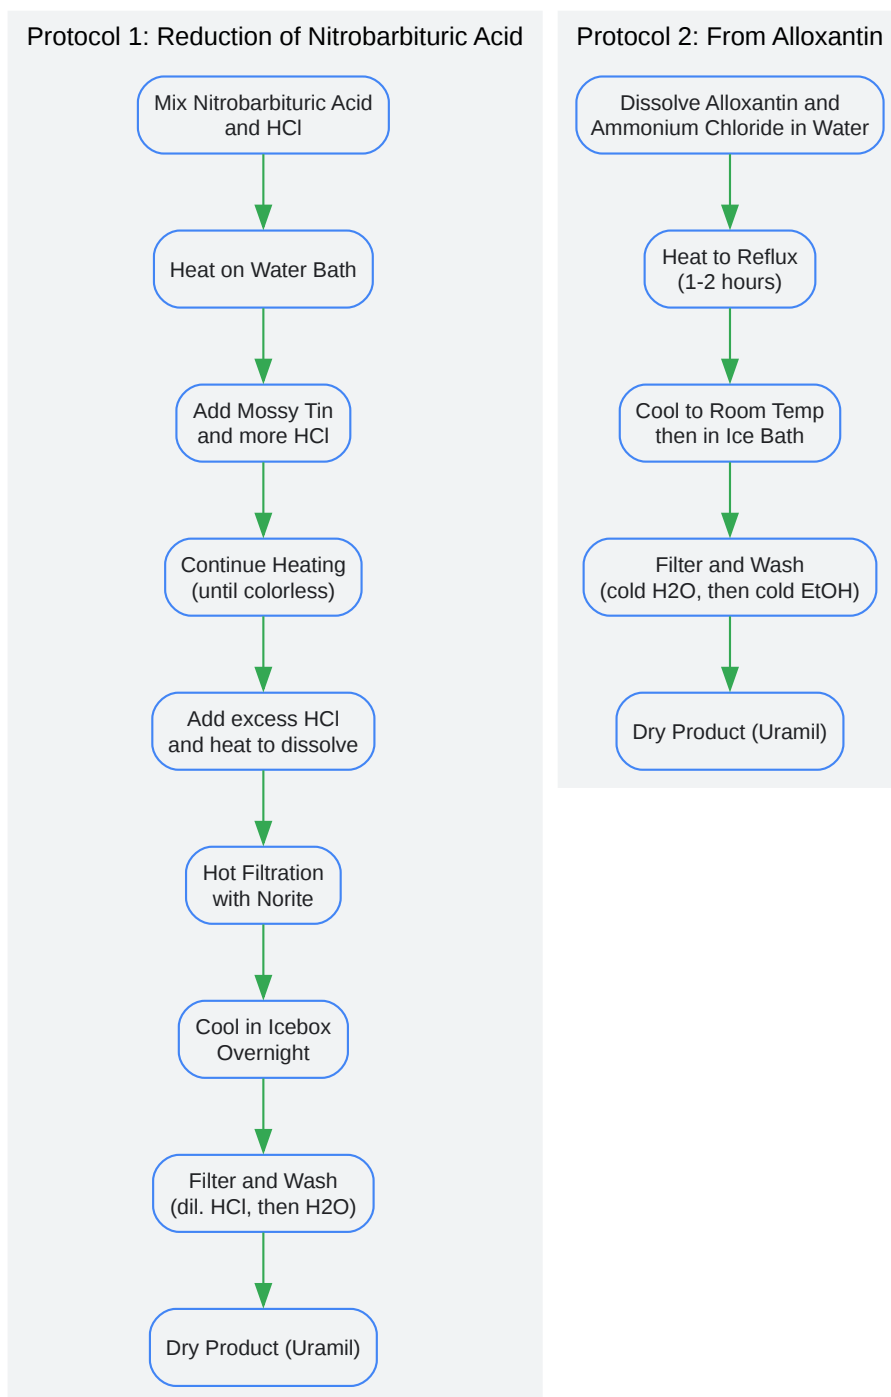 Protocol 1: Reduction of Nitrobarbituric Acid
Mix Nitrobarbituric Acid
and HCl
Heat on Water Bath
Add Mossy Tin
and more HCl
Continue Heating
(until colorless)
Add excess HCl
and heat to dissolve
Hot Filtration
with Norite
Cool in Icebox
Overnight
Filter and Wash
(dil. HCl, then H2O)
Dry Product (Uramil)
Protocol 2: From Alloxantin
Dissolve Alloxantin and
Ammonium Chloride in Water
Heat to Reflux
(1-2 hours)
Cool to Room Temp
then in Ice Bath
Filter and Wash
(cold H2O, then cold EtOH)
Dry Product (Uramil)